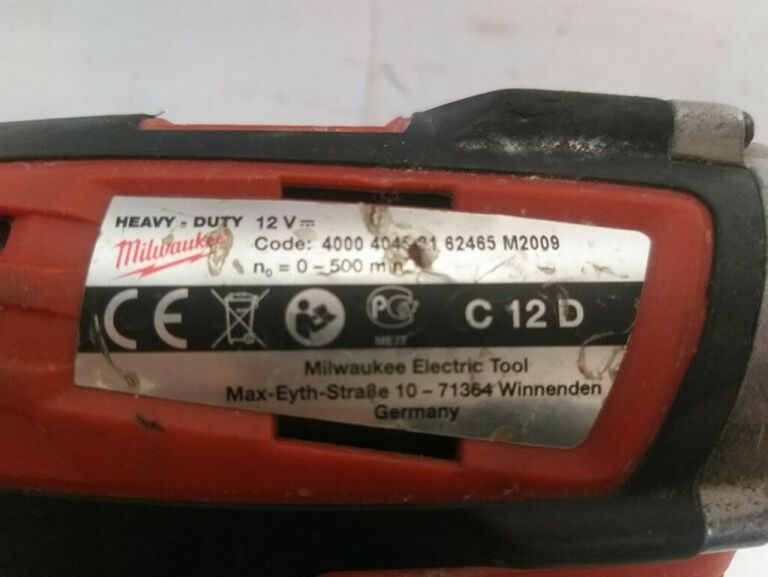 HEAVY - DUTY 12 V
Milwaukee
Code: 4000 62465 M2009
n₀ = 0 – 500 min
CE
C 12 D
Milwaukee Electric Tool
Max-Eyth-Straße 10 – 71364 Winnenden
Germany